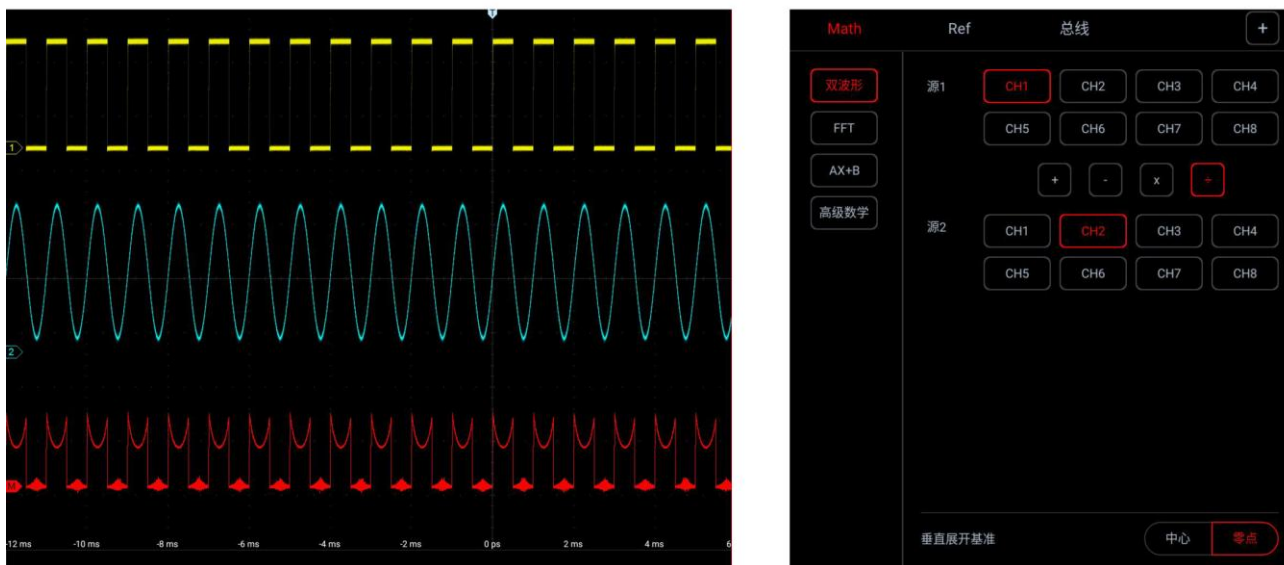 T
1
2
M
-12 ms -10 ms -8 ms -6 ms -4 ms -2 ms 0 ps 2 ms 4 ms 6
Math Ref 总线 +
双波形
FFT
AX+B
高级数学
源1 CH1 CH2 CH3 CH4
CH5 CH6 CH7 CH8
+ - x ÷
源2 CH1 CH2 CH3 CH4
CH5 CH6 CH7 CH8
垂直展开基准 中心 零点